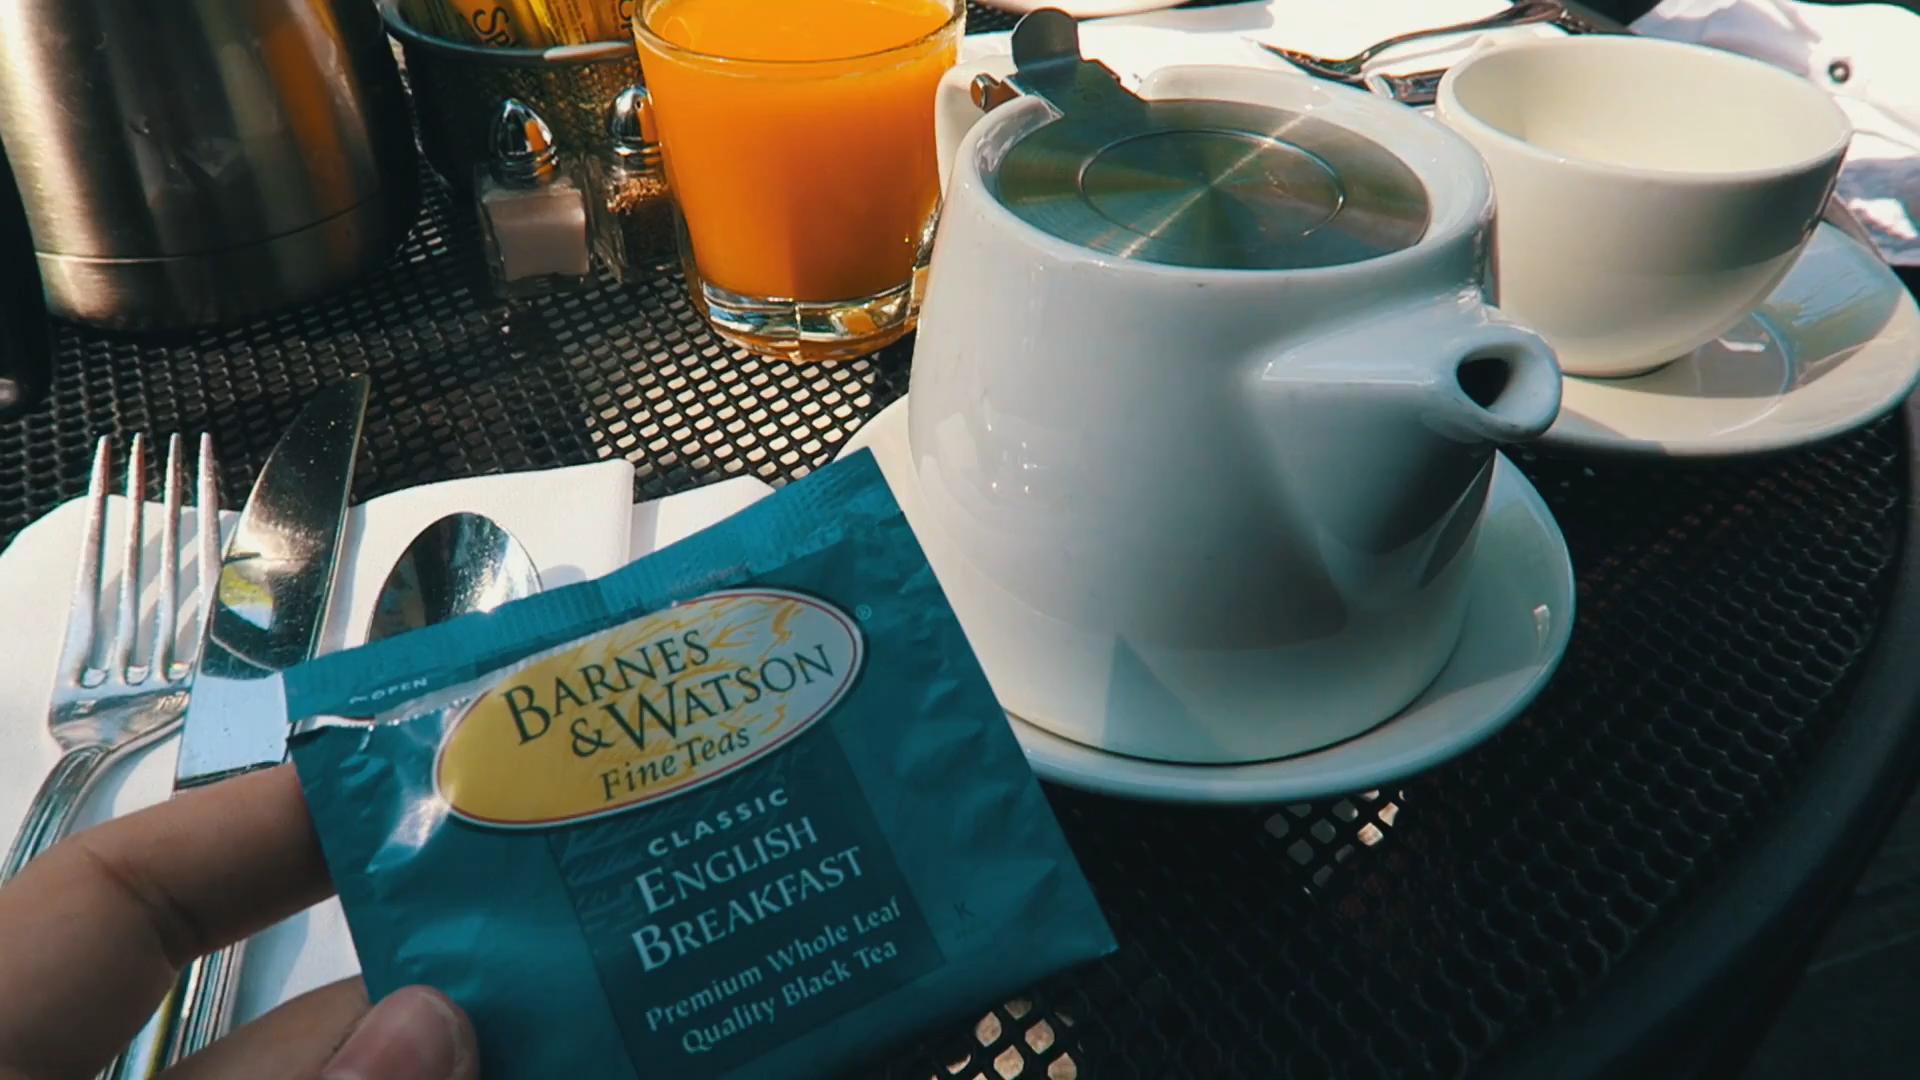 OPEN
BARNES
& WATSON
®
Fine Teas
CLASSIC
ENGLISH
BREAKFAST
Premium Whole Leaf
Quality Black Tea
K